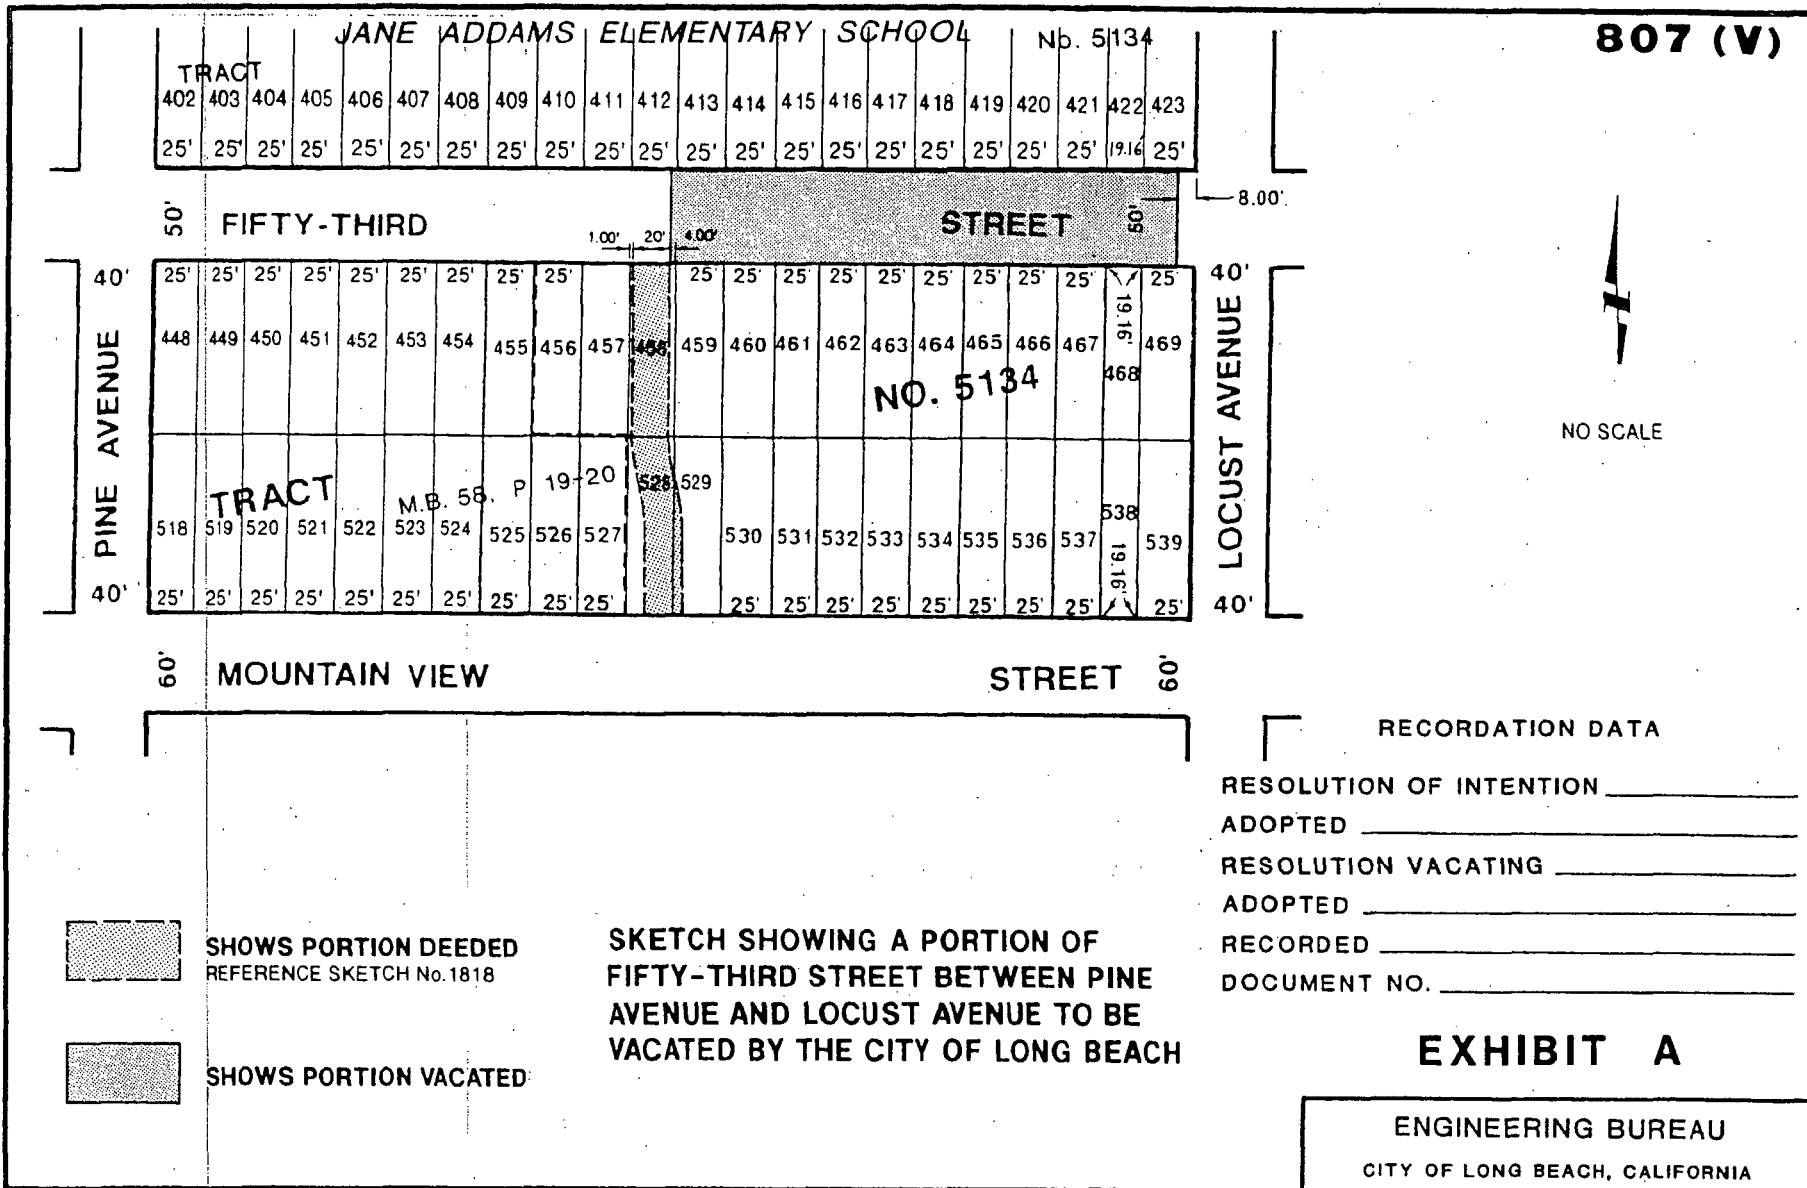 JANE ADDAMS ELEMENTARY SCHOOL No. 5134
807 (V)
TRACT
402 403 404 405 406 407 408 409 410 411 412 413 414 415 416 417 418 419 420 421 422 423
25' 25' 25' 25' 25' 25' 25' 25' 25' 25' 25' 25' 25' 25' 25' 25' 25' 25' 25' 25' 19.16' 25'
8.00'
50' FIFTY-THIRD STREET 50'
1.00' 20' 4.00'
40' 25' 25' 25' 25' 25' 25' 25' 25' 25' 25' 25' 25' 25' 25' 25' 25' 25' 25' 19.16' 25' 40'
448 449 450 451 452 453 454 455 456 457 458 459 460 461 462 463 464 465 466 467 468 469
NO. 5134
PINE AVENUE
LOCUST AVENUE
NO SCALE
N
TRACT M.B. 58, P 19-20
518 519 520 521 522 523 524 525 526 527 528 529 530 531 532 533 534 535 536 537 538 539
40' 25' 25' 25' 25' 25' 25' 25' 25' 25' 25' 25' 25' 25' 25' 25' 25' 25' 25' 19.16' 25' 40'
60' MOUNTAIN VIEW STREET 60'
RECORDATION DATA
RESOLUTION OF INTENTION
ADOPTED
RESOLUTION VACATING
ADOPTED
RECORDED
DOCUMENT NO.
SHOWS PORTION DEEDED
REFERENCE SKETCH No.1818
SHOWS PORTION VACATED
SKETCH SHOWING A PORTION OF
FIFTY-THIRD STREET BETWEEN PINE
AVENUE AND LOCUST AVENUE TO BE
VACATED BY THE CITY OF LONG BEACH
EXHIBIT A
ENGINEERING BUREAU
CITY OF LONG BEACH, CALIFORNIA